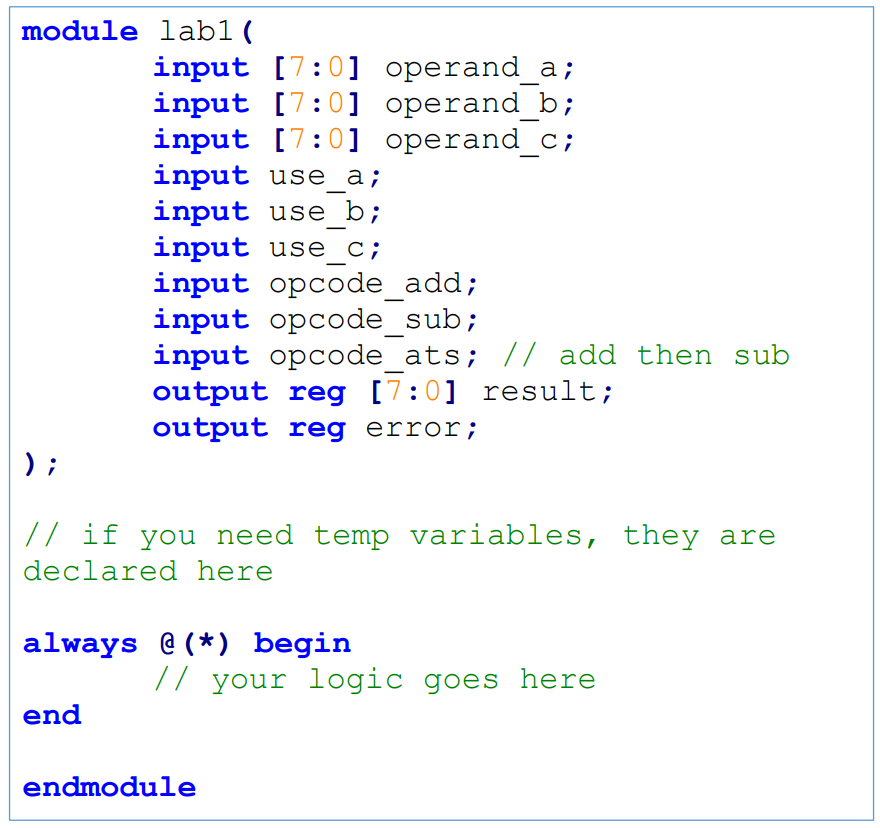 module lab1(
input [7:0] operand_a;
input [7:0] operand_b;
input [7:0] operand_c;
input use_a;
input use_b;
input use_c;
input opcode_add;
input opcode_sub;
input opcode_ats; // add then sub
output reg [7:0] result;
output reg error;
);
// if you need temp variables, they are
declared here
always @(*) begin
// your logic goes here
end
endmodule